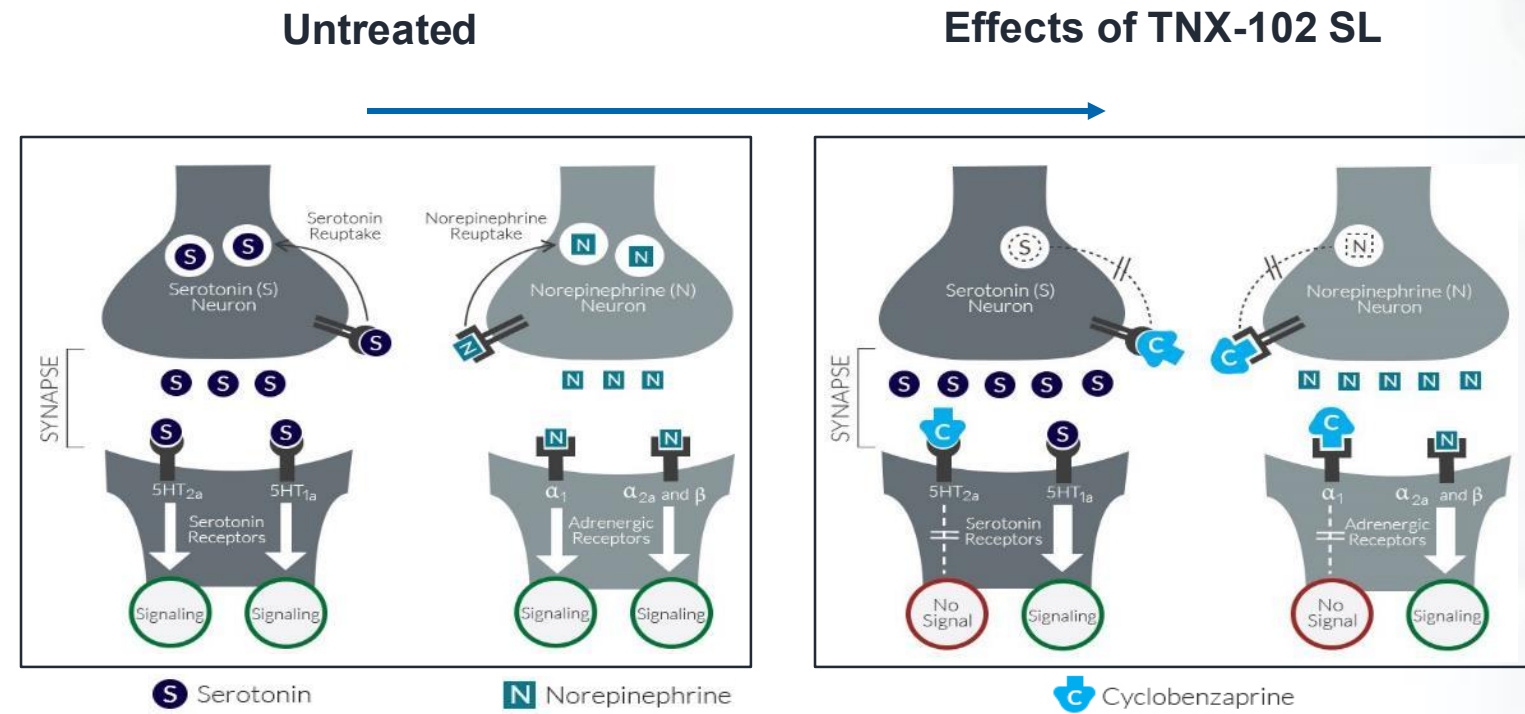 Untreated
Effects of TNX-102 SL
Serotonin
Reuptake
Norepinephrine
Reuptake
S
S
N
N
Serotonin (S)
Neuron
Norepinephrine (N)
Neuron
S
N
SYNAPSE
S S S
N N N
S
S
N
N
5HT2a
5HT1a
α1
α2a and β
Serotonin
Receptors
Adrenergic
Receptors
Signaling
Signaling
Signaling
Signaling
S
N
Serotonin (S)
Neuron
Norepinephrine (N)
Neuron
C
C
SYNAPSE
S S S S S
N N N N N
C
S
C
N
5HT2a
5HT1a
α1
α2a and β
Serotonin
Receptors
Adrenergic
Receptors
No
Signal
Signaling
No
Signal
Signaling
S Serotonin
N Norepinephrine
C Cyclobenzaprine